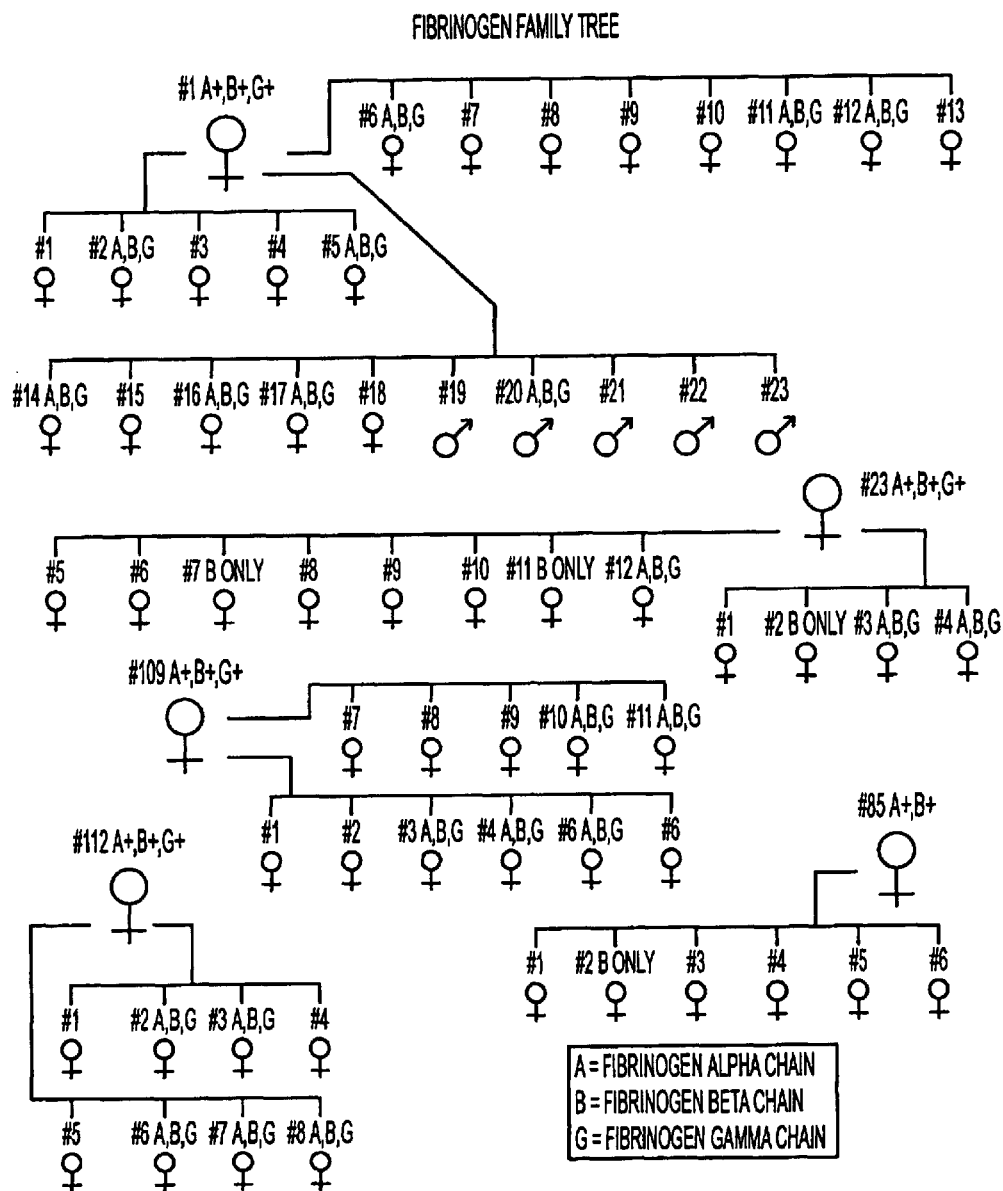 FIBRINOGEN FAMILY TREE
#1 A+,B+,G+
#6 A,B,G #7 #8 #9 #10 #11 A,B,G #12 A,B,G #13
#1 #2 A,B,G #3 #4 #5 A,B,G
#14 A,B,G #15 #16 A,B,G #17 A,B,G #18 #19 #20 A,B,G #21 #22 #23
#23 A+,B+,G+
#5 #6 #7 B ONLY #8 #9 #10 #11 B ONLY #12 A,B,G
#1 #2 B ONLY #3 A,B,G #4 A,B,G
#109 A+,B+,G+
#7 #8 #9 #10 A,B,G #11 A,B,G
#1 #2 #3 A,B,G #4 A,B,G #6 A,B,G #6
#85 A+,B+
#112 A+,B+,G+
#1 #2 B ONLY #3 #4 #5 #6
#1 #2 A,B,G #3 A,B,G #4
#5 #6 A,B,G #7 A,B,G #8 A,B,G
A = FIBRINOGEN ALPHA CHAIN
B = FIBRINOGEN BETA CHAIN
G = FIBRINOGEN GAMMA CHAIN